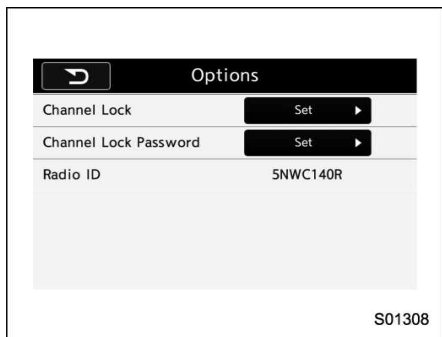 Options
Channel Lock Set
Channel Lock Password Set
Radio ID 5NWC140R
S01308